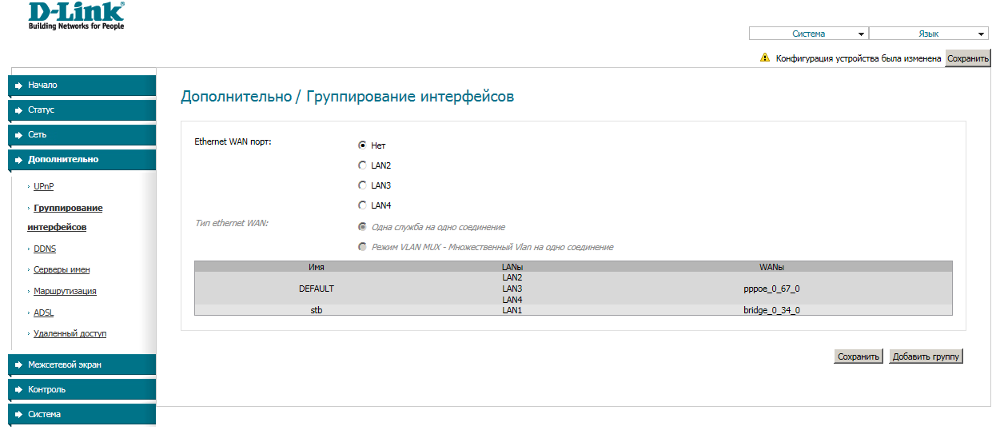 D-Link
Building Networks for People
Система
Язык
Конфигурация устройства была изменена
Сохранить
Начало
Статус
Сеть
Дополнительно
UPnP
Группирование
интерфейсов
DDNS
Серверы имен
Маршрутизация
ADSL
Удаленный доступ
Межсетевой экран
Контроль
Система
Дополнительно / Группирование интерфейсов
Ethernet WAN порт:
Нет
LAN2
LAN3
LAN4
Тип ethernet WAN:
Одна служба на одно соединение
Режим VLAN MUX - Множественный Vlan на одно соединение
Имя LANы WANы
LAN2
DEFAULT LAN3 pppoe_0_67_0
LAN4
stb LAN1 bridge_0_34_0
Сохранить Добавить группу